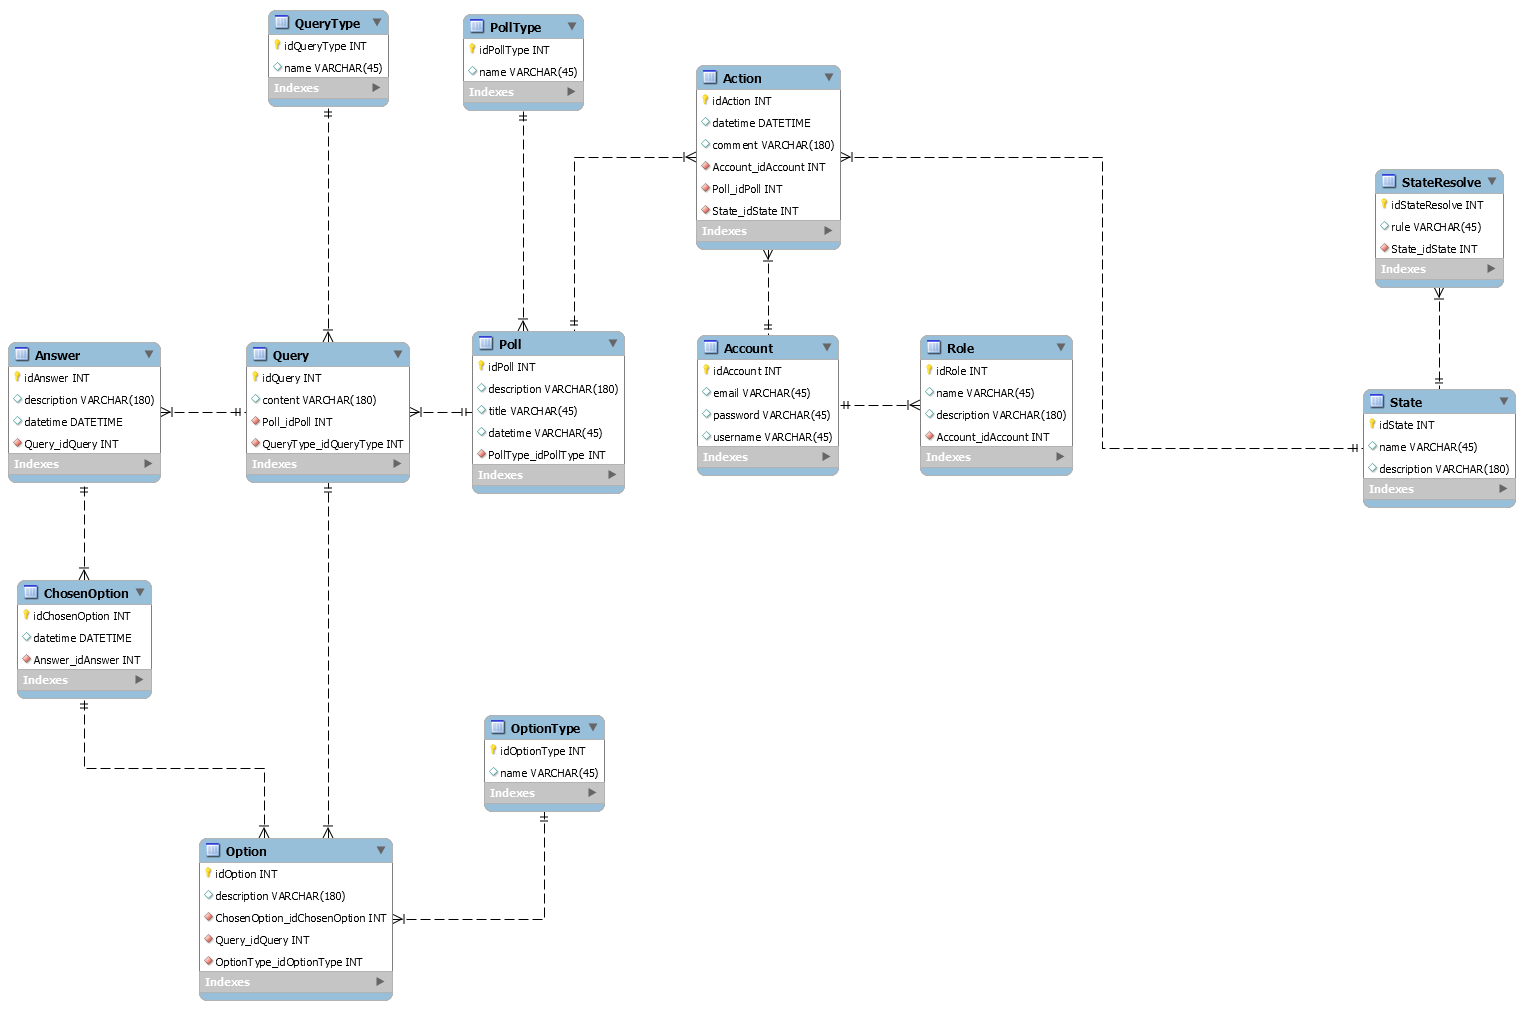 QueryType
idQueryType INT
name VARCHAR(45)
Indexes
PollType
idPollType INT
name VARCHAR(45)
Indexes
Action
idAction INT
datetime DATETIME
comment VARCHAR(180)
Account_idAccount INT
Poll_idPoll INT
State_idState INT
Indexes
StateResolve
idStateResolve INT
rule VARCHAR(45)
State_idState INT
Indexes
Answer
idAnswer INT
description VARCHAR(180)
datetime DATETIME
Query_idQuery INT
Indexes
Query
idQuery INT
content VARCHAR(180)
Poll_idPoll INT
QueryType_idQueryType INT
Indexes
Poll
idPoll INT
description VARCHAR(180)
title VARCHAR(45)
datetime VARCHAR(45)
PollType_idPollType INT
Indexes
Account
idAccount INT
email VARCHAR(45)
password VARCHAR(45)
username VARCHAR(45)
Indexes
Role
idRole INT
name VARCHAR(45)
description VARCHAR(180)
Account_idAccount INT
Indexes
State
idState INT
name VARCHAR(45)
description VARCHAR(180)
Indexes
ChosenOption
idChosenOption INT
datetime DATETIME
Answer_idAnswer INT
Indexes
OptionType
idOptionType INT
name VARCHAR(45)
Indexes
Option
idOption INT
description VARCHAR(180)
ChosenOption_idChosenOption INT
Query_idQuery INT
OptionType_idOptionType INT
Indexes